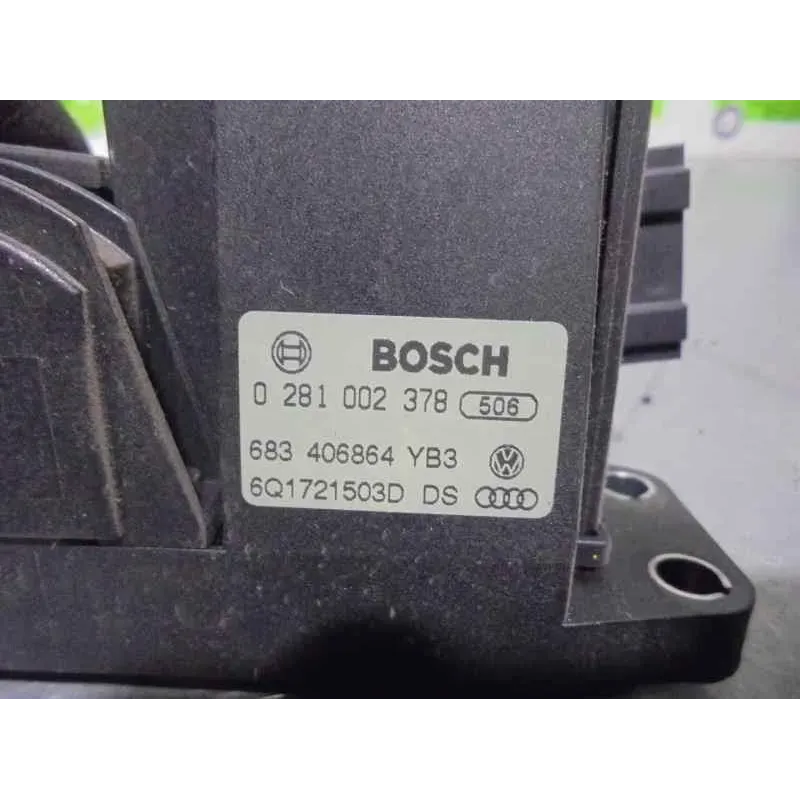 BOSCH
0 281 002 378 506
683 406864 YB3
6Q1721503D DS